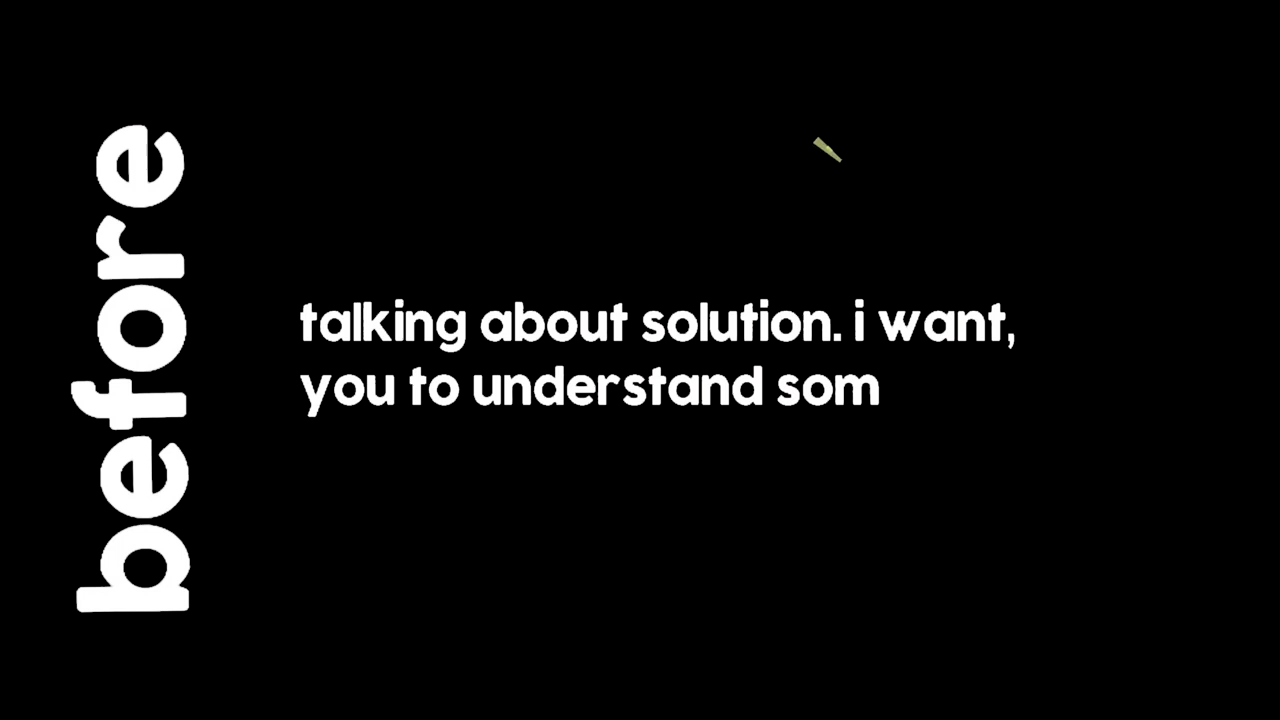 before
talking about solution. i want,
you to understand som